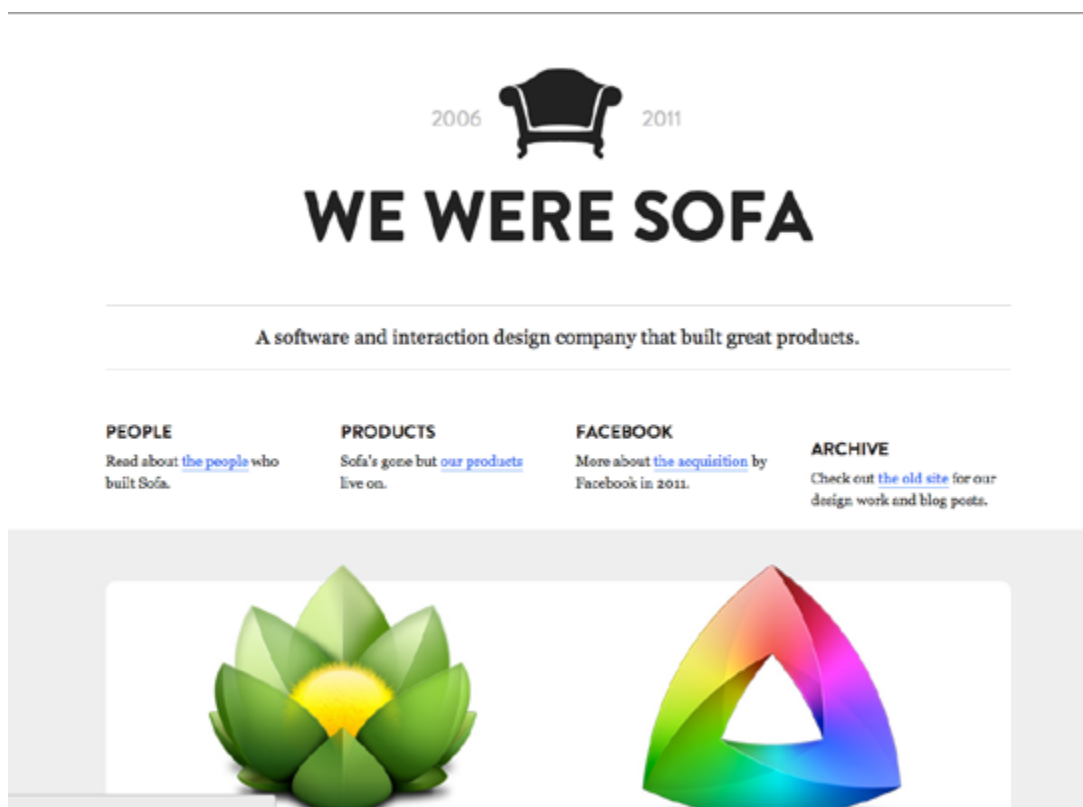 2006 2011
WE WERE SOFA
A software and interaction design company that built great products.
PEOPLE
Read about the people who
built Sofa.
PRODUCTS
Sofa's gone but our products
live on.
FACEBOOK
More about the acquisition by
Facebook in 2011.
ARCHIVE
Check out the old site for our
design work and blog posts.